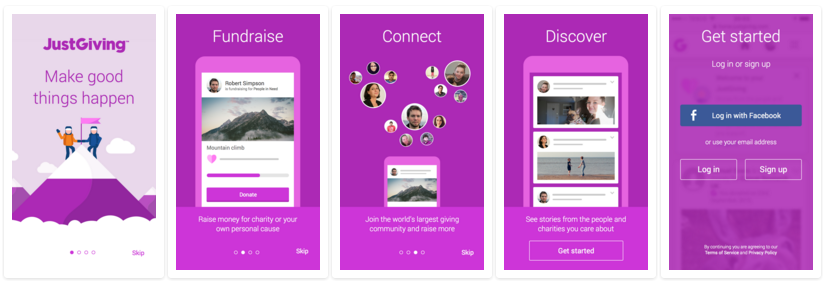 JustGiving™
Make good
things happen
Skip
Fundraise
Robert Simpson
is fundraising for People in Need
Mountain climb
Donate
Raise money for charity or your
own personal cause
Skip
Connect
Join the world's largest giving
community and raise more
Skip
Discover
See stories from the people and
charities you care about
Get started
Get started
Log in or sign up
f Log in with Facebook
or use your email address
Log in
Sign up
By continuing you are agreeing to our
Terms of Service and Privacy Policy